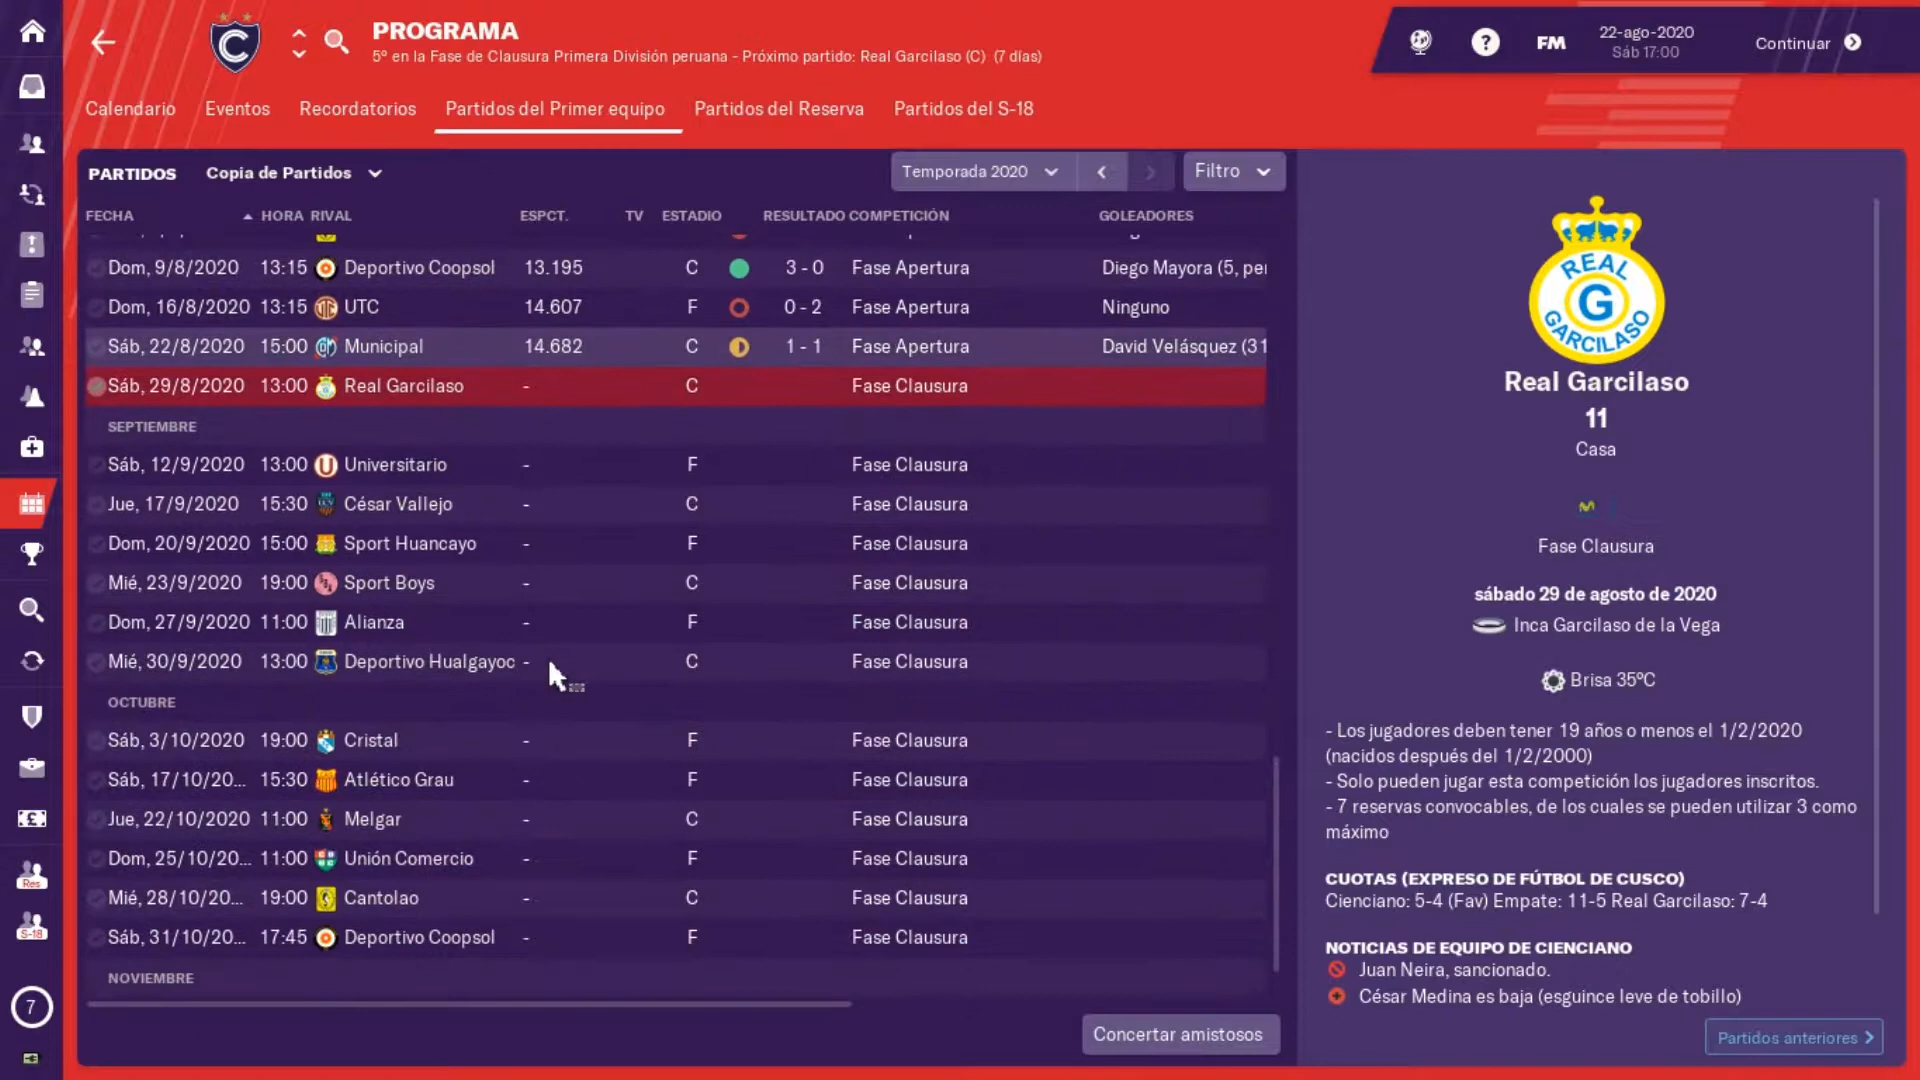 PROGRAMA
5º en la Fase de Clausura Primera División peruana - Próximo partido: Real Garcilaso (C) (7 días)
FM
22-ago-2020
Sáb 17:00
Continuar
Calendario Eventos Recordatorios Partidos del Primer equipo Partidos del Reserva Partidos del S-18
PARTIDOS Copia de Partidos Temporada 2020 Filtro
FECHA HORA RIVAL ESPCT. TV ESTADIO RESULTADO COMPETICIÓN GOLEADORES
Dom, 9/8/2020 13:15 Deportivo Coopsol 13.195 C 3 - 0 Fase Apertura Diego Mayora (5, per
Dom, 16/8/2020 13:15 UTC 14.607 F 0 - 2 Fase Apertura Ninguno
Sáb, 22/8/2020 15:00 Municipal 14.682 C 1 - 1 Fase Apertura David Velásquez (31
Sáb, 29/8/2020 13:00 Real Garcilaso - C Fase Clausura
SEPTIEMBRE
Sáb, 12/9/2020 13:00 Universitario - F Fase Clausura
Jue, 17/9/2020 15:30 César Vallejo - C Fase Clausura
Dom, 20/9/2020 15:00 Sport Huancayo - F Fase Clausura
Mié, 23/9/2020 19:00 Sport Boys - C Fase Clausura
Dom, 27/9/2020 11:00 Alianza - F Fase Clausura
Mié, 30/9/2020 13:00 Deportivo Hualgayoc - C Fase Clausura
OCTUBRE
Sáb, 3/10/2020 19:00 Cristal - F Fase Clausura
Sáb, 17/10/20... 15:30 Atlético Grau - F Fase Clausura
Jue, 22/10/2020 11:00 Melgar - C Fase Clausura
Dom, 25/10/20... 11:00 Unión Comercio - F Fase Clausura
Mié, 28/10/20... 19:00 Cantolao - C Fase Clausura
Sáb, 31/10/20... 17:45 Deportivo Coopsol - F Fase Clausura
NOVIEMBRE
Concertar amistosos
REAL
G
GARCILASO
Real Garcilaso
11
Casa
Fase Clausura
sábado 29 de agosto de 2020
Inca Garcilaso de la Vega
Brisa 35ºC
- Los jugadores deben tener 19 años o menos el 1/2/2020
(nacidos después del 1/2/2000)
- Solo pueden jugar esta competición los jugadores inscritos.
- 7 reservas convocables, de los cuales se pueden utilizar 3 como
máximo
CUOTAS (EXPRESO DE FÚTBOL DE CUSCO)
Cienciano: 5-4 (Fav) Empate: 11-5 Real Garcilaso: 7-4
NOTICIAS DE EQUIPO DE CIENCIANO
Juan Neira, sancionado.
César Medina es baja (esguince leve de tobillo)
Partidos anteriores
Res
S-18
7